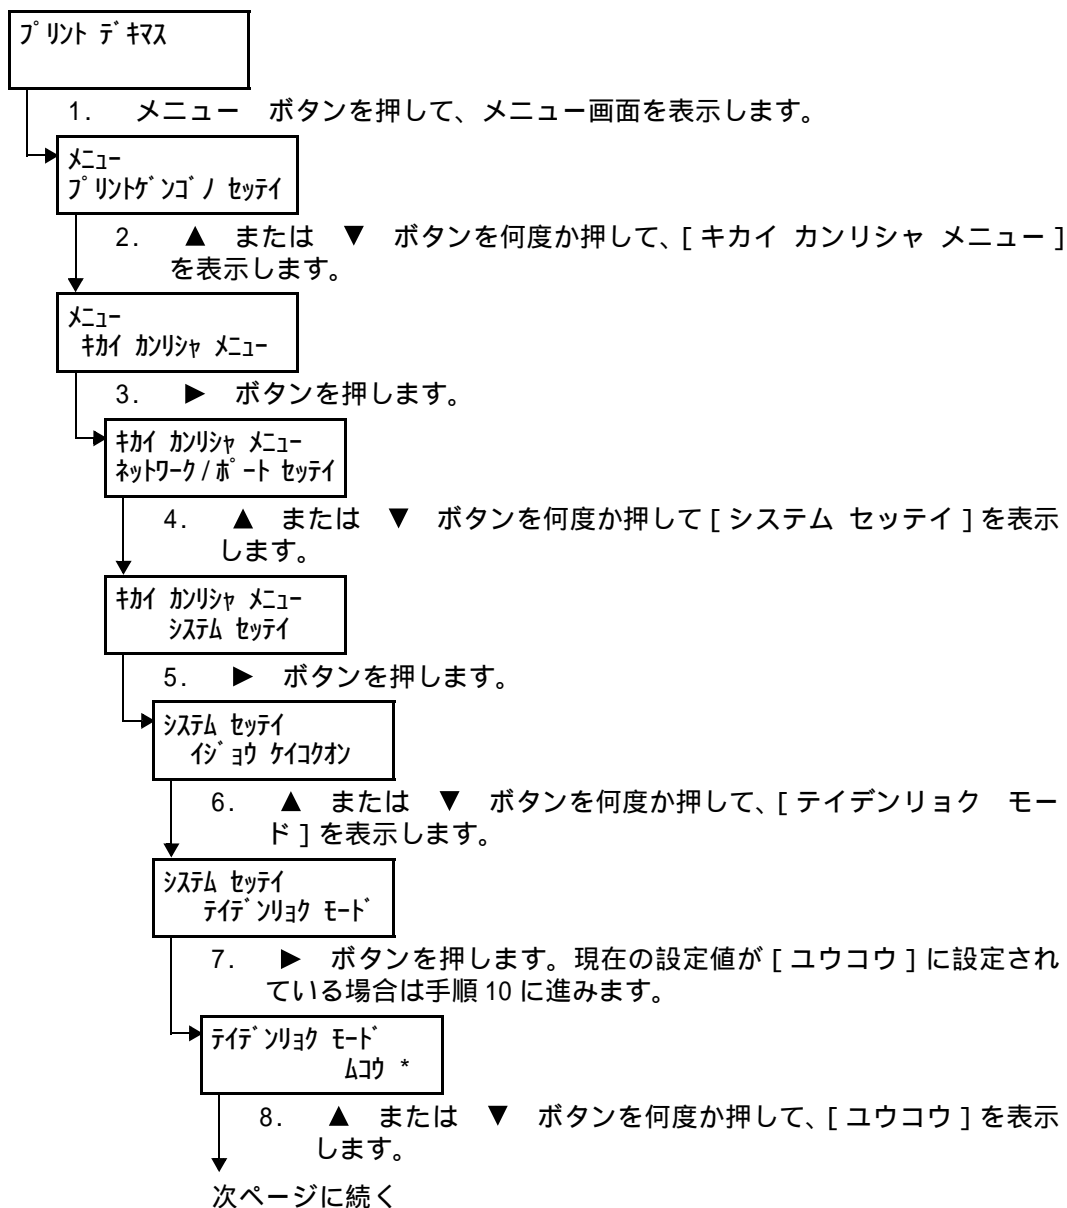 ﾌﾟﾘﾝﾄ ﾃﾞｷﾏｽ
1. メニュー ボタンを押して、メニュー画面を表示します。
ﾒﾆｭｰ
ﾌﾟﾘﾝﾄｹﾞﾝｺﾞﾉ ｾｯﾃｲ
2. ▲ または ▼ ボタンを何度か押して、[ キカイ カンリシャ メニュー ]
を表示します。
ﾒﾆｭｰ
ｷｶｲ ｶﾝﾘｼｬ ﾒﾆｭｰ
3. ▶ ボタンを押します。
ｷｶｲ ｶﾝﾘｼｬ ﾒﾆｭｰ
ﾈｯﾄﾜｰｸ / ﾎﾟｰﾄ ｾｯﾃｲ
4. ▲ または ▼ ボタンを何度か押して [ システム セッテイ ] を表示
します。
ｷｶｲ ｶﾝﾘｼｬ ﾒﾆｭｰ
ｼｽﾃﾑ ｾｯﾃｲ
5. ▶ ボタンを押します。
ｼｽﾃﾑ ｾｯﾃｲ
ｲｼﾞｮｳ ｹｲｺｸｵﾝ
6. ▲ または ▼ ボタンを何度か押して、[ テイデンリョク モー
ド ] を表示します。
ｼｽﾃﾑ ｾｯﾃｲ
ﾃｲﾃﾞﾝﾘｮｸ ﾓｰﾄﾞ
7. ▶ ボタンを押します。現在の設定値が [ ユウコウ ] に設定され
ている場合は手順 10 に進みます。
ﾃｲﾃﾞﾝﾘｮｸ ﾓｰﾄﾞ
ﾑｺｳ *
8. ▲ または ▼ ボタンを何度か押して、[ ユウコウ ] を表示
します。
次ページに続く